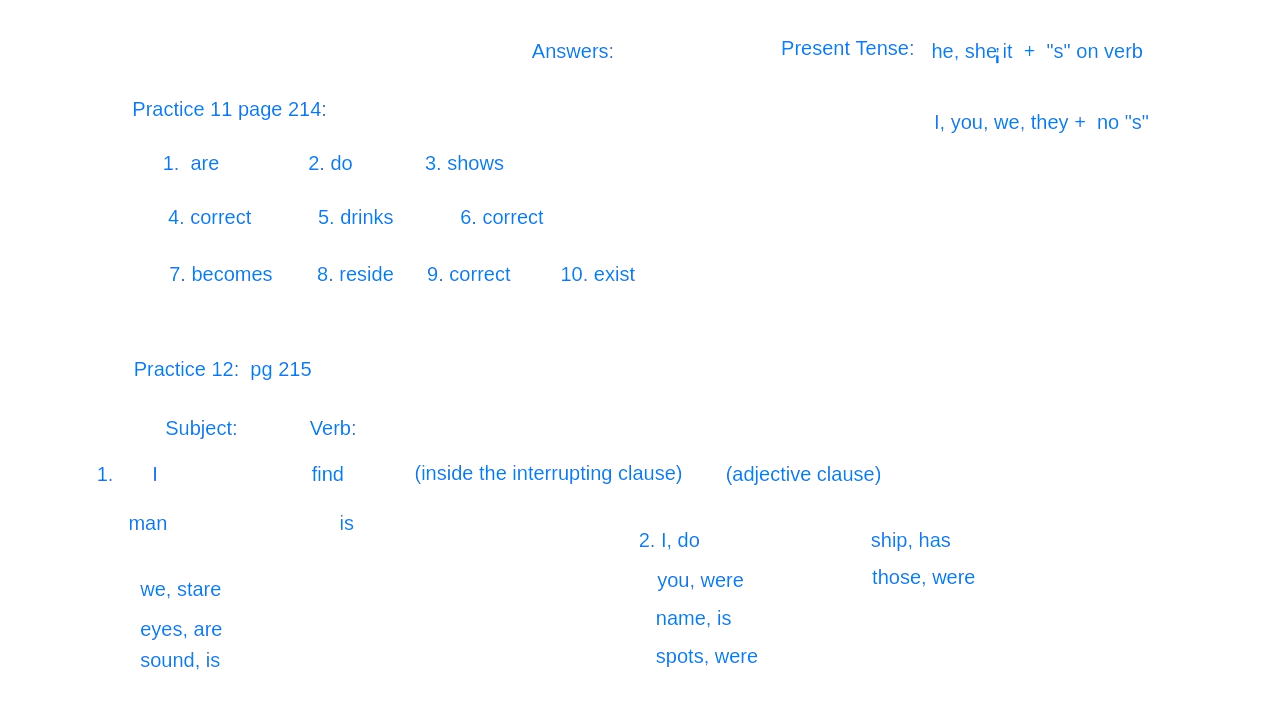 Answers:
Present Tense: he, she, it + "s" on verb
Practice 11 page 214:
I, you, we, they + no "s"
1. are 2. do 3. shows
4. correct 5. drinks 6. correct
7. becomes 8. reside 9. correct 10. exist
Practice 12: pg 215
Subject: Verb:
1. I find (inside the interrupting clause) (adjective clause)
man is
we, stare
eyes, are
sound, is
2. I, do
you, were
name, is
spots, were
ship, has
those, were